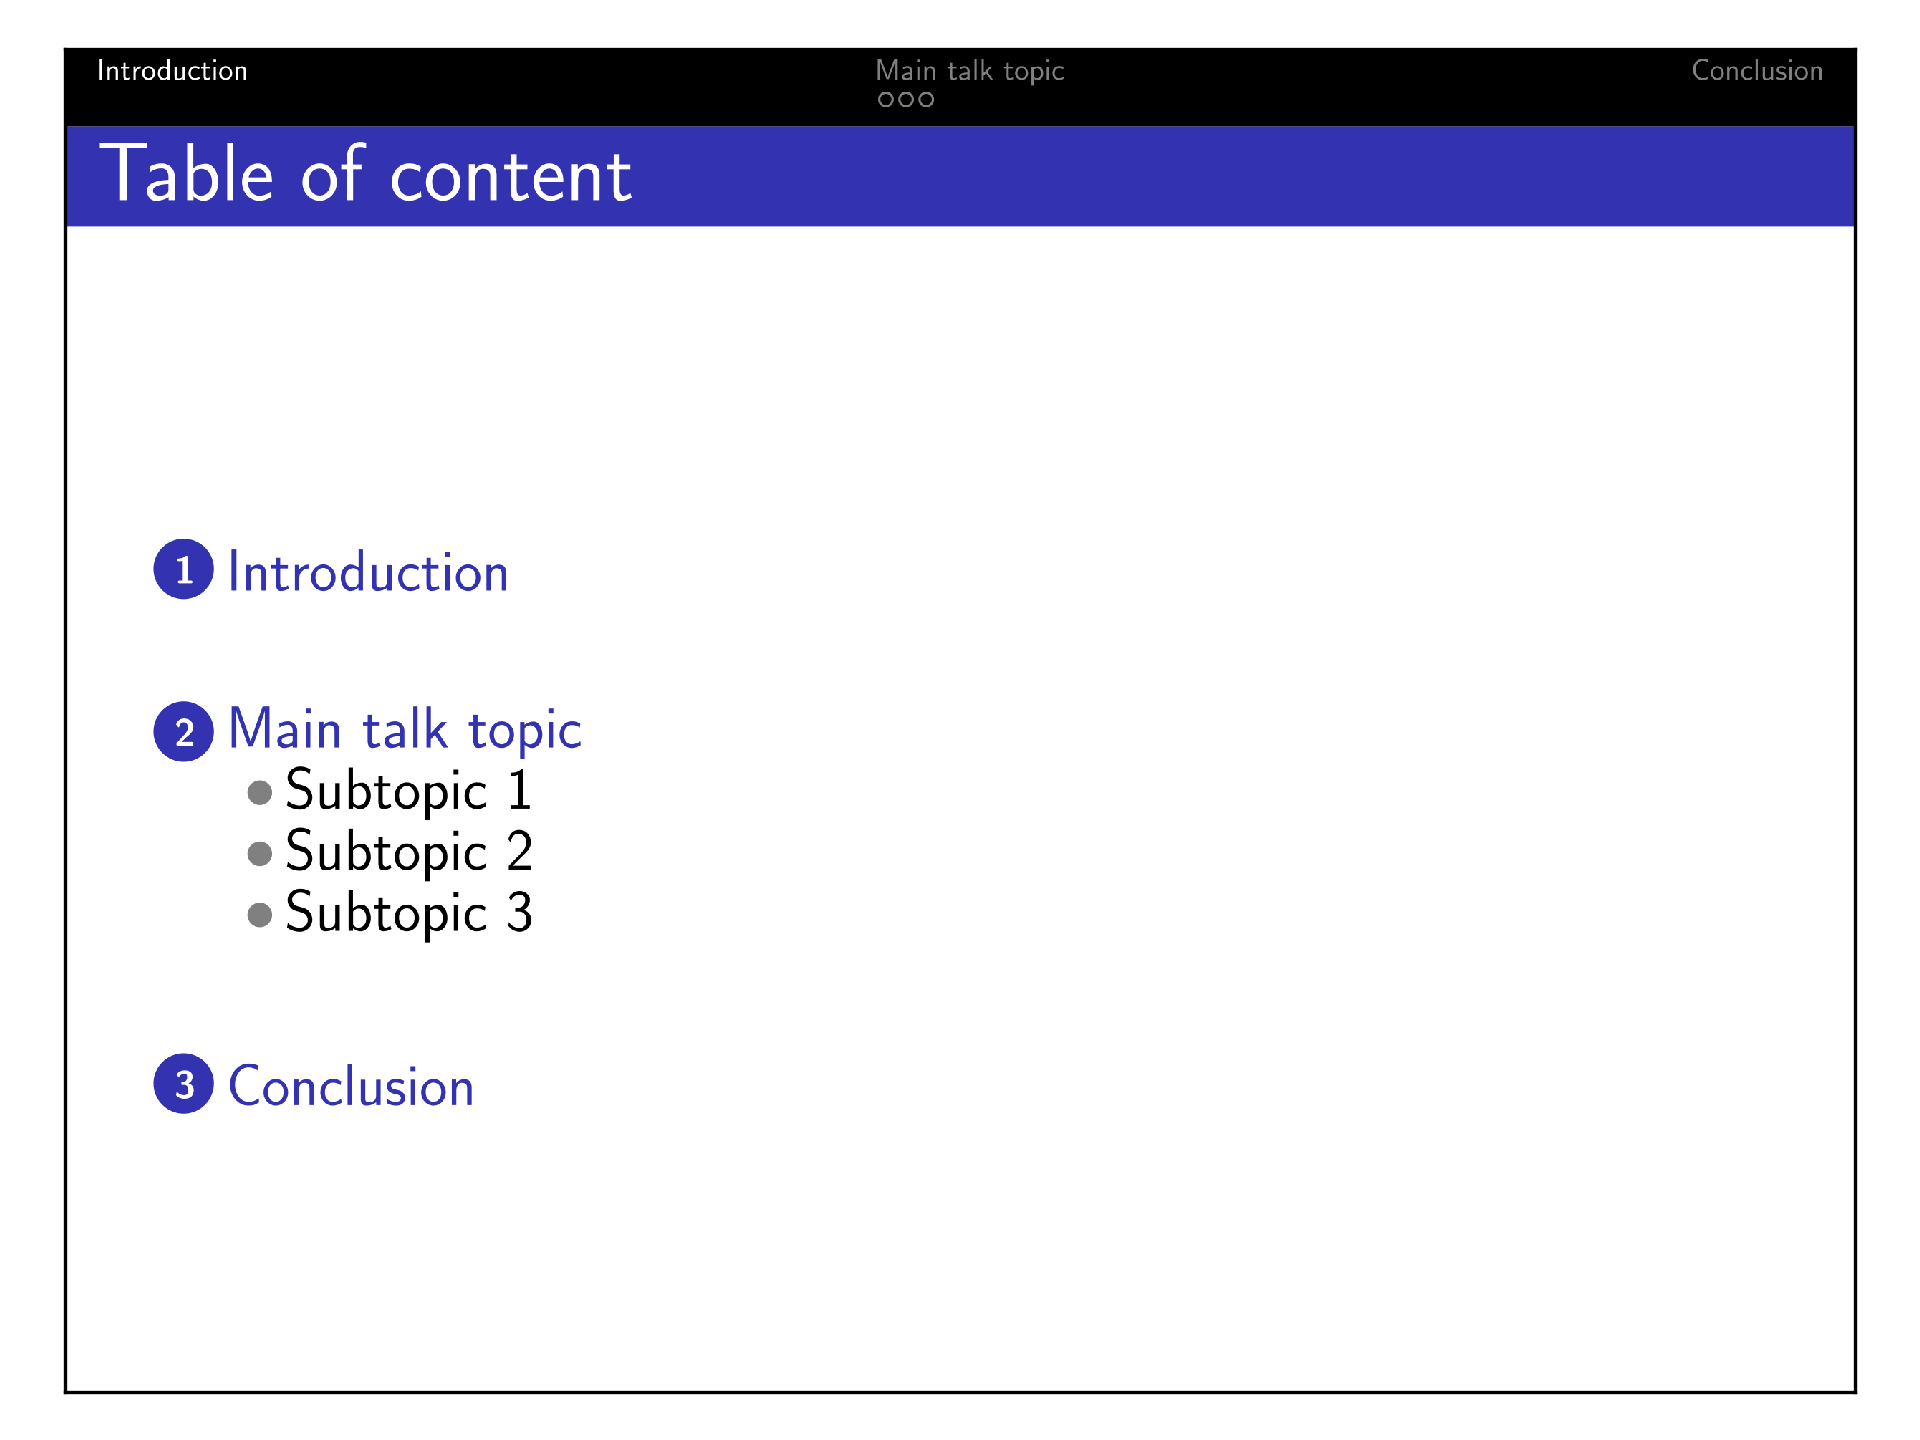 Introduction
Main talk topic
Conclusion
Table of content
1 Introduction
2 Main talk topic
Subtopic 1
Subtopic 2
Subtopic 3
3 Conclusion